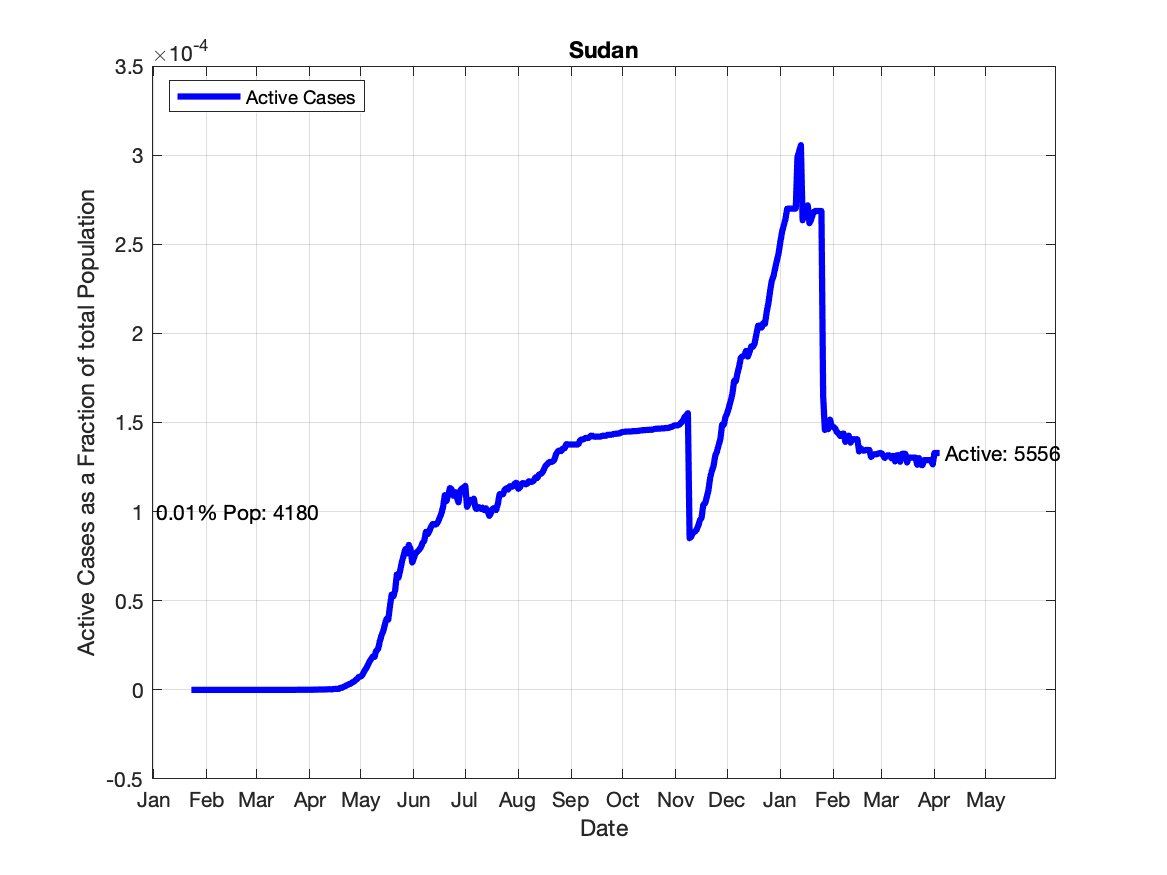 Sudan
×10-4
3.5
3
2.5
2
1.5
1
0.5
0
-0.5
Active Cases as a Fraction of total Population
Active Cases
0.01% Pop: 4180
Active: 5556
Jan Feb Mar Apr May Jun Jul Aug Sep Oct Nov Dec Jan Feb Mar Apr May
Date